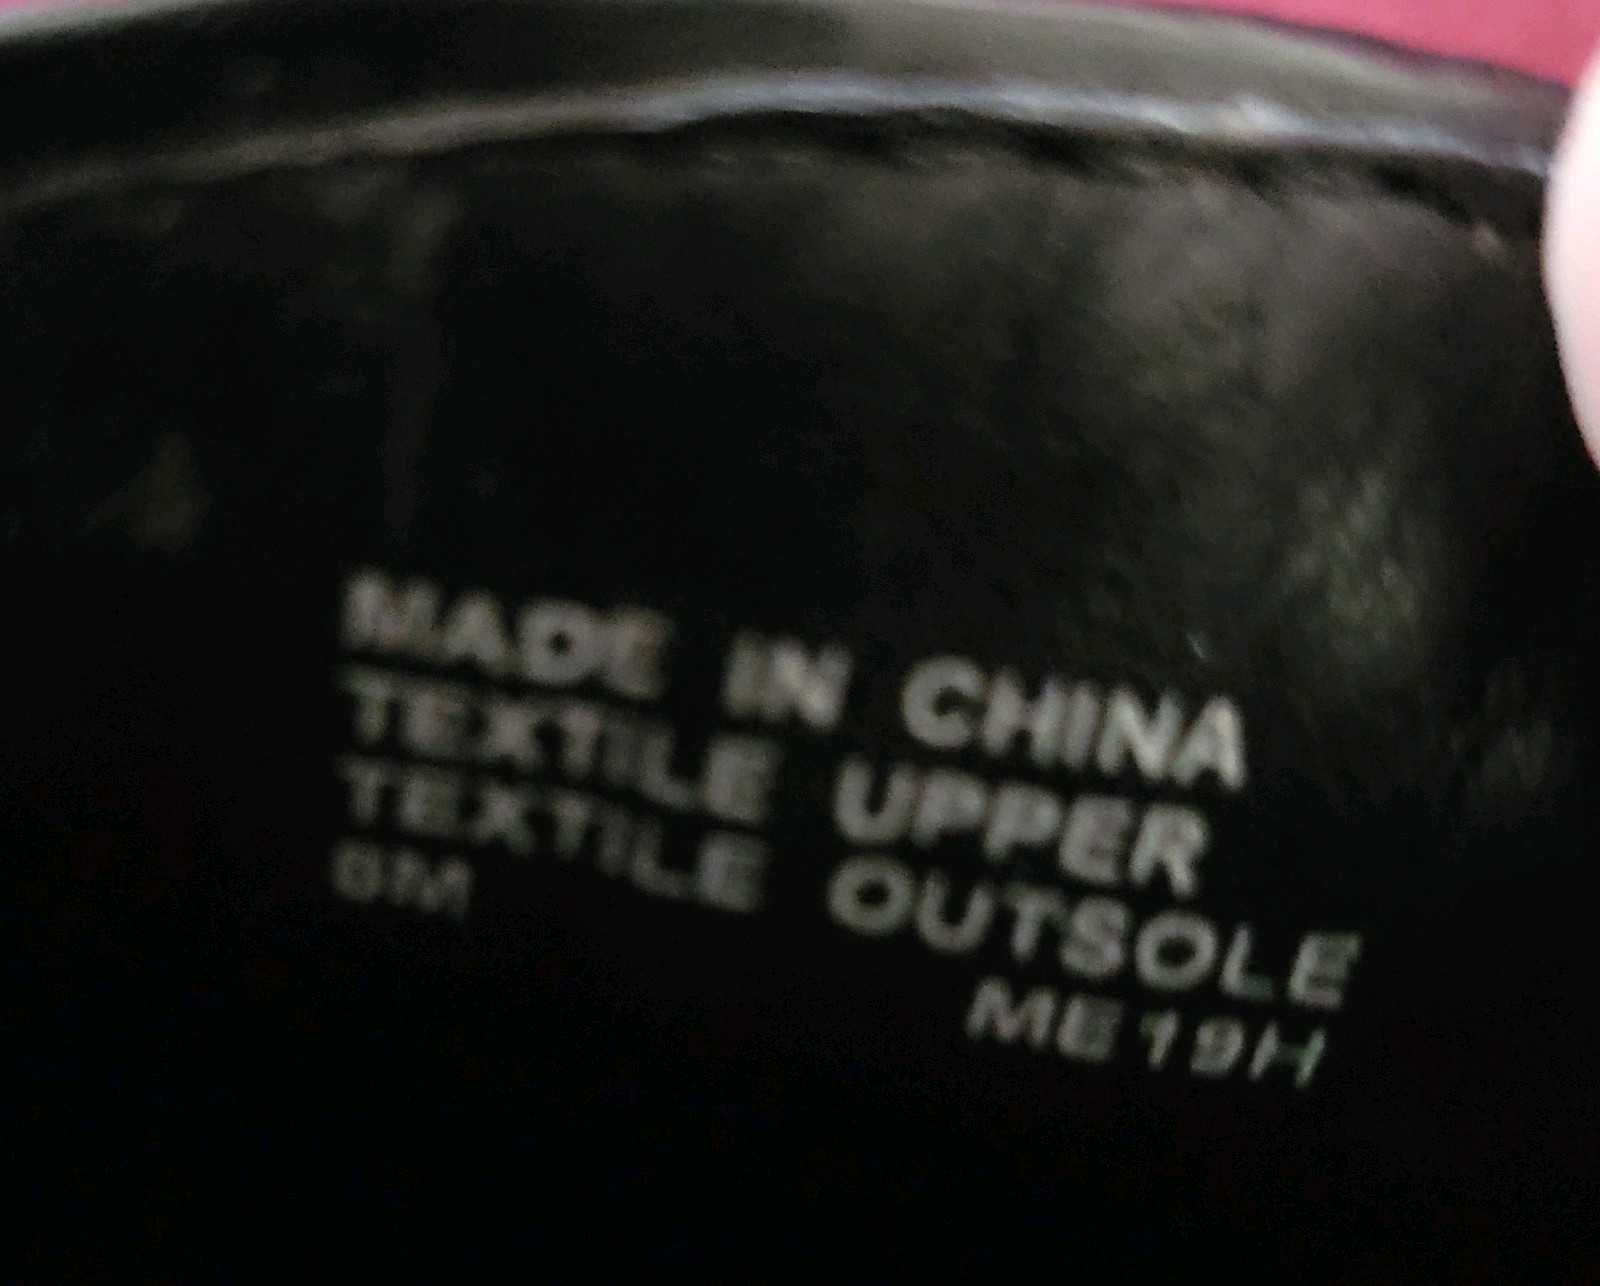 MADE IN CHINA
TEXTILE UPPER
TEXTILE OUTSOLE
ME19H